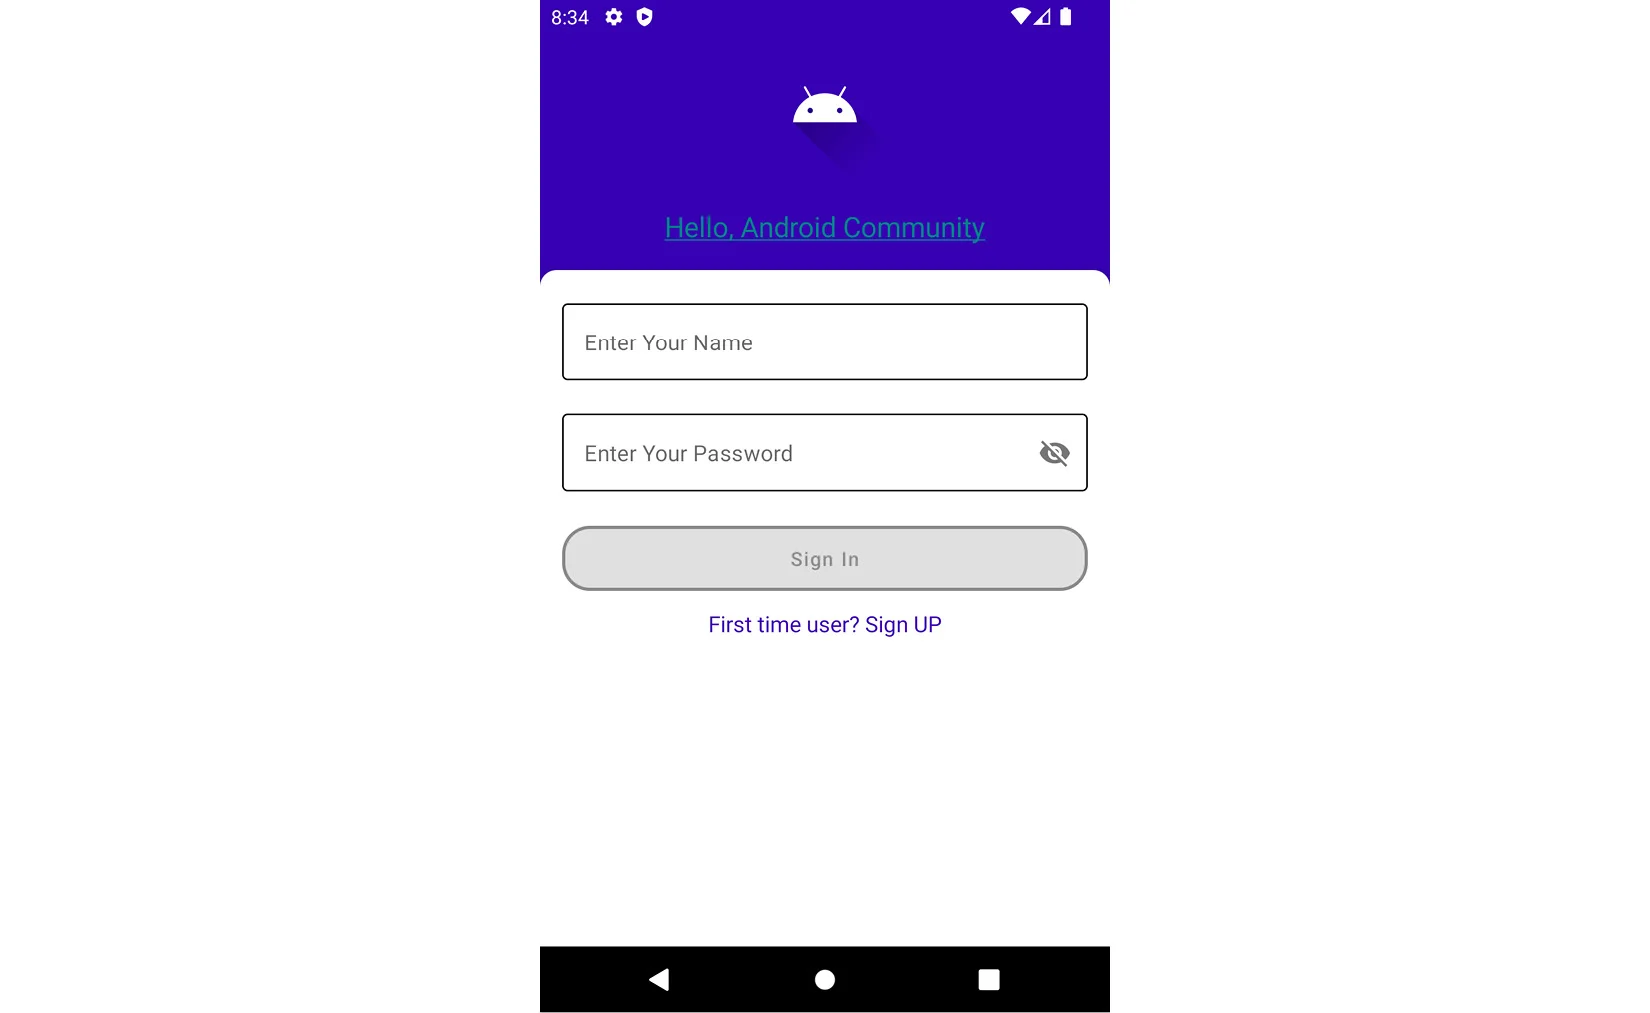 8:34
Hello, Android Community
Enter Your Name
Enter Your Password
Sign In
First time user? Sign UP